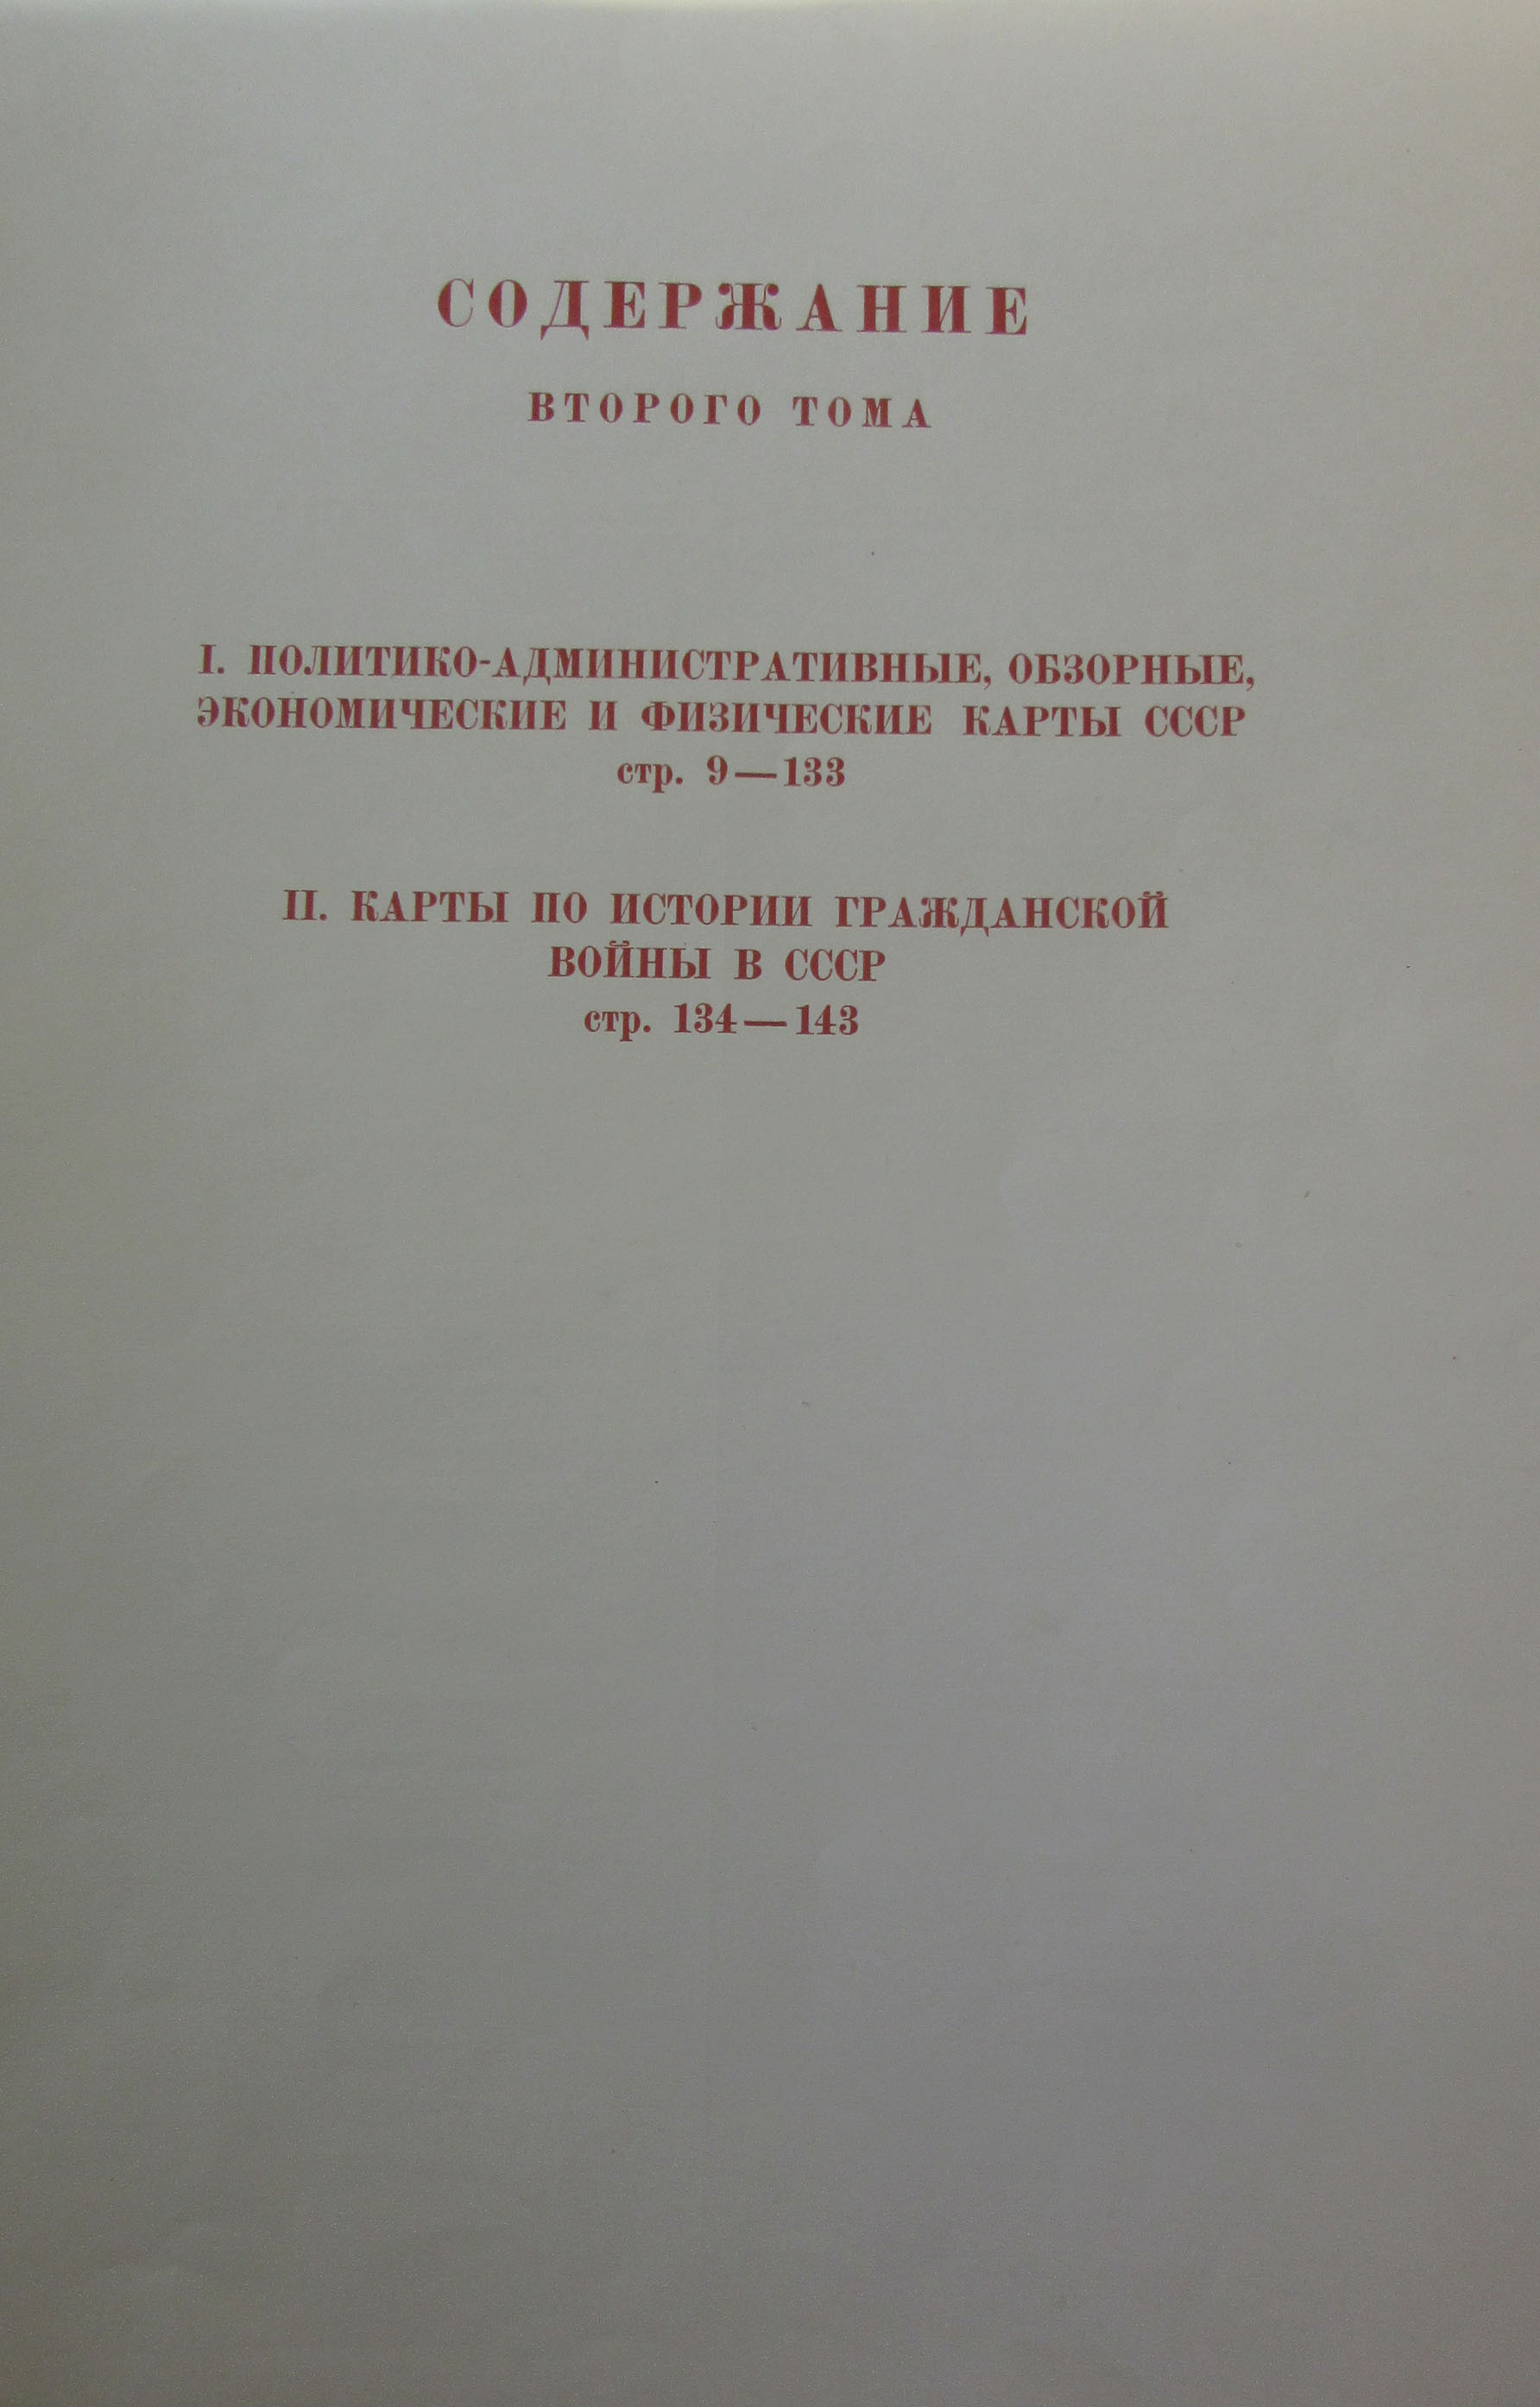 СОДЕРЖАНИЕ
ВТОРОГО ТОМА
I. ПОЛИТИКО-АДМИНИСТРАТИВНЫЕ, ОБЗОРНЫЕ,
ЭКОНОМИЧЕСКИЕ И ФИЗИЧЕСКИЕ КАРТЫ СССР
стр. 9—133
II. КАРТЫ ПО ИСТОРИИ ГРАЖДАНСКОЙ
ВОЙНЫ В СССР
стр. 134—143